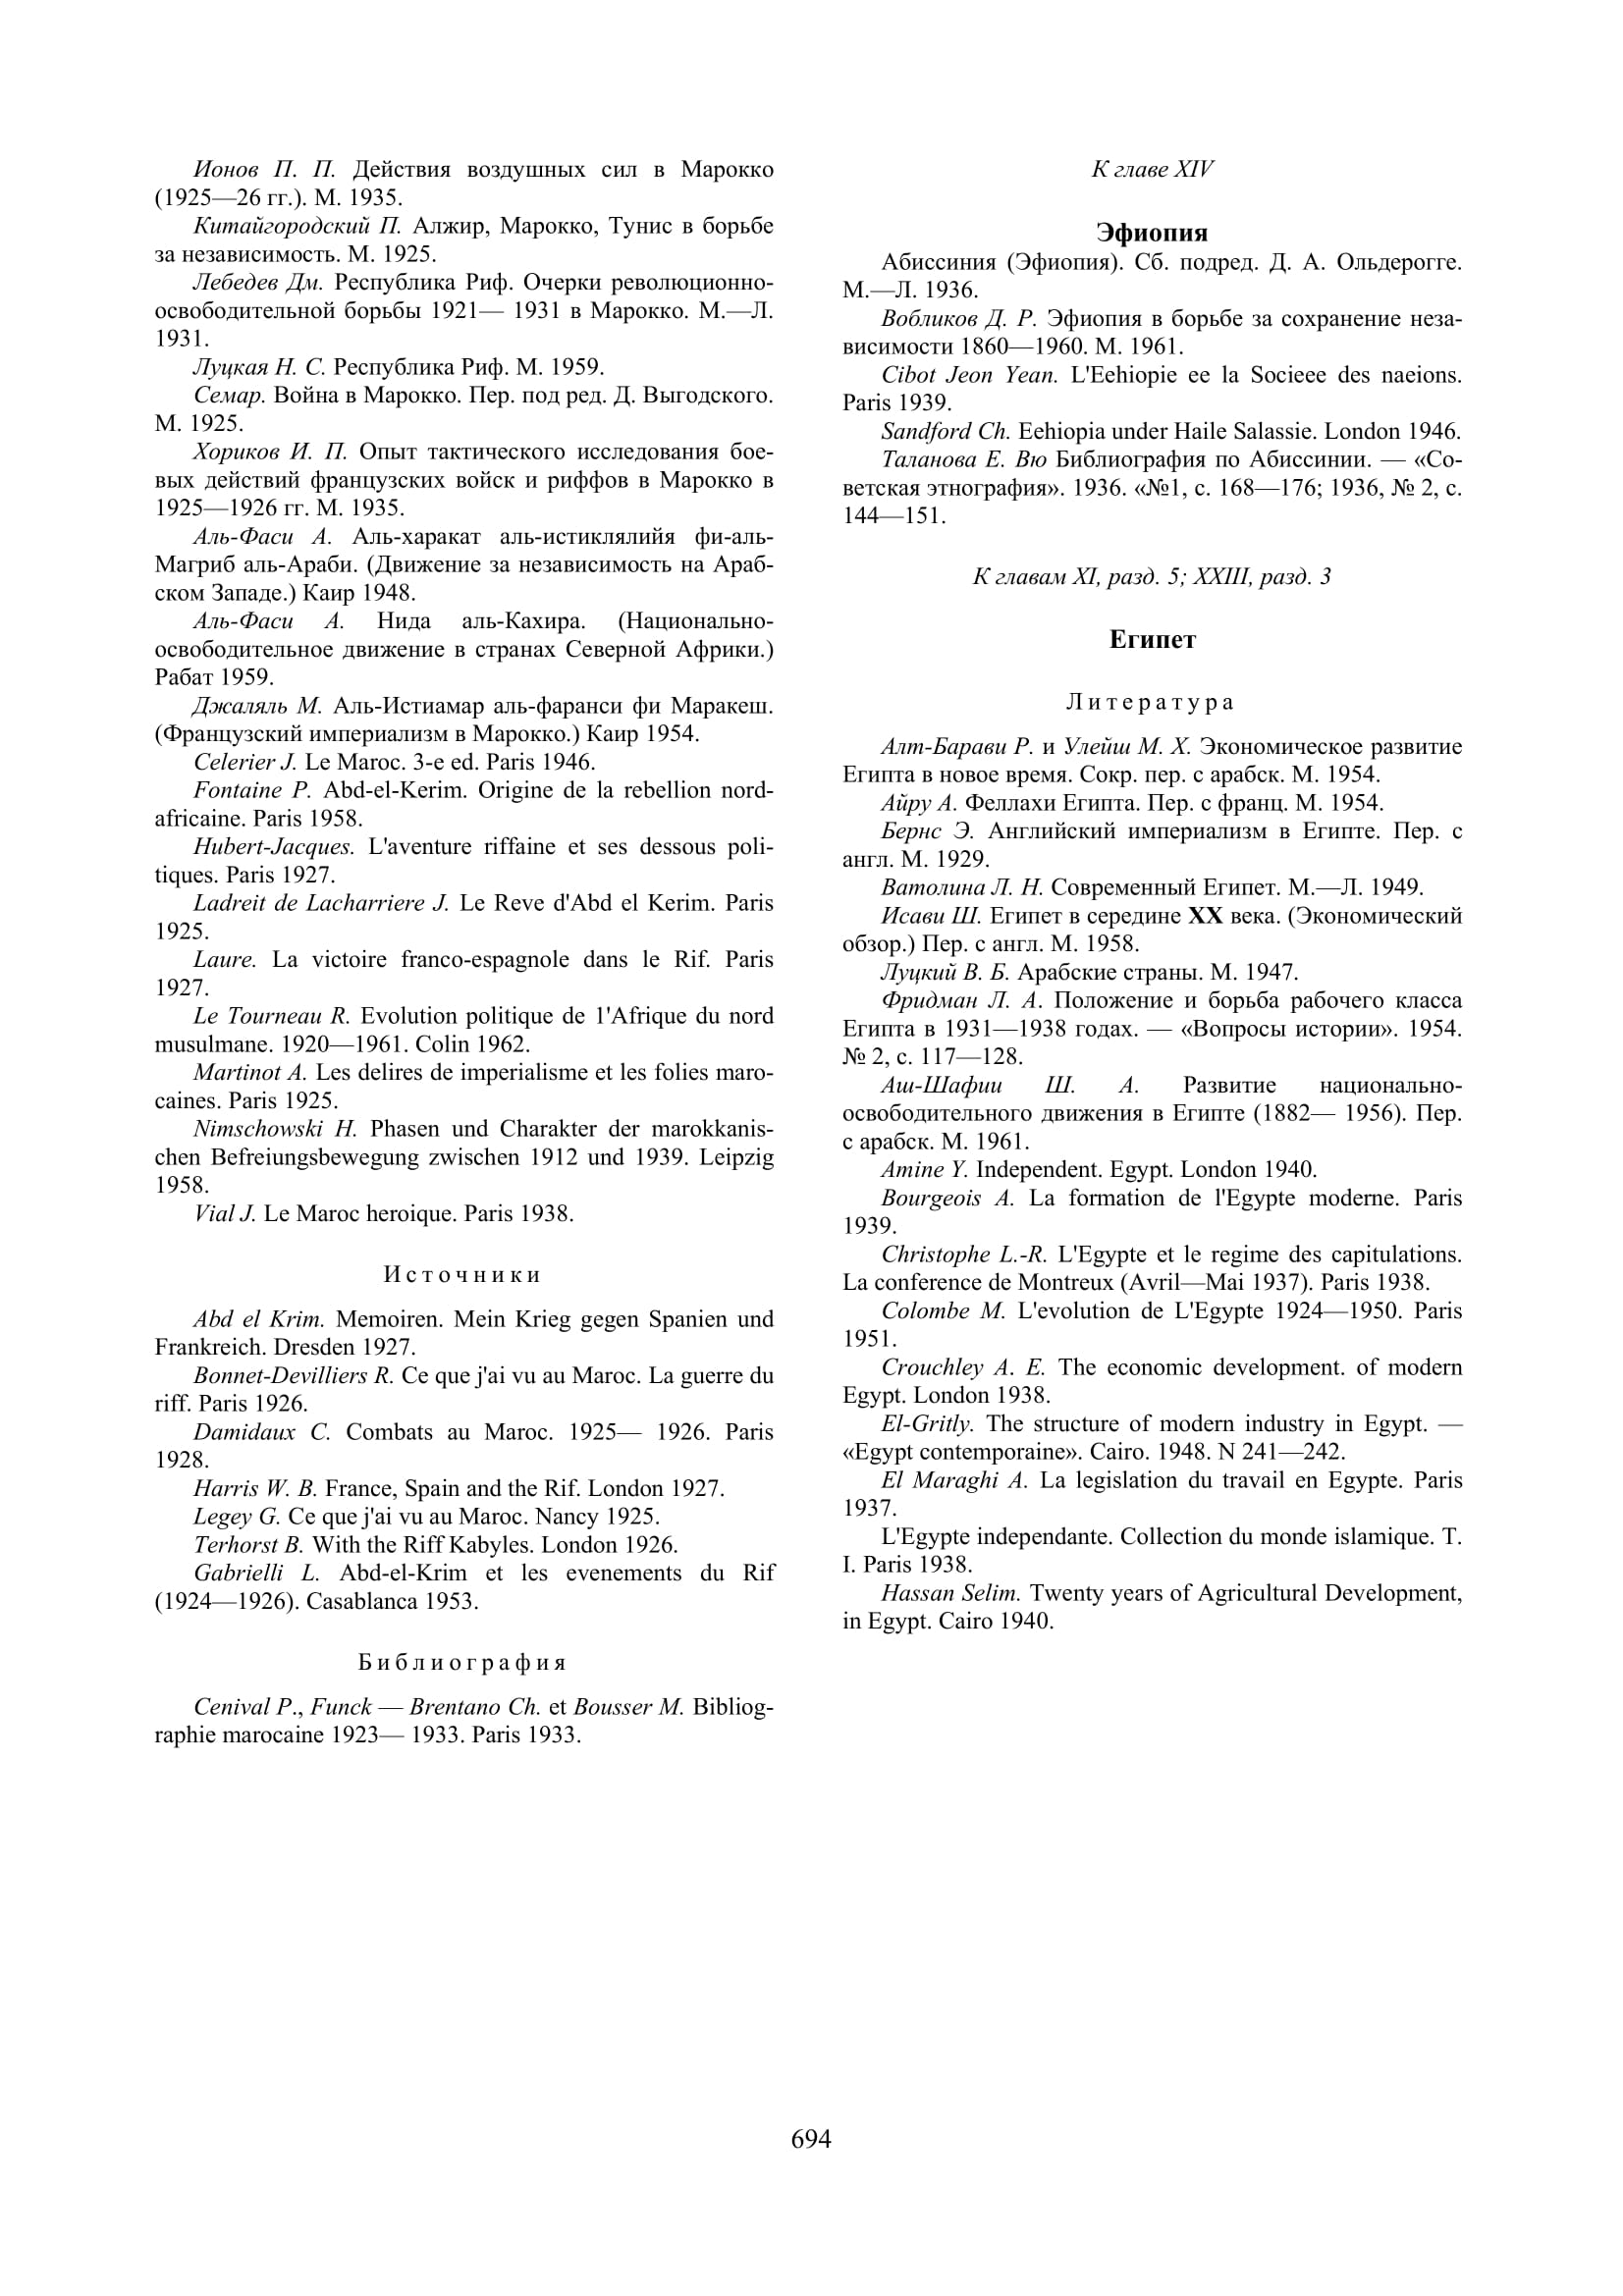 Ионов П. П. Действия воздушных сил в Марокко
(1925—26 гг.). М. 1935.
Китайгородский П. Алжир, Марокко, Тунис в борьбе
за независимость. М. 1925.
Лебедев Дм. Республика Риф. Очерки революционно-
освободительной борьбы 1921— 1931 в Марокко. М.—Л.
1931.
Луцкая Н. С. Республика Риф. М. 1959.
Семар. Война в Марокко. Пер. под ред. Д. Выгодского.
М. 1925.
Хориков И. П. Опыт тактического исследования бое-
вых действий французских войск и риффов в Марокко в
1925—1926 гг. М. 1935.
Аль-Фаси А. Аль-харакат аль-истиклялийя фи-аль-
Магриб аль-Араби. (Движение за независимость на Араб-
ском Западе.) Каир 1948.
Аль-Фаси А. Нида аль-Кахира. (Национально-
освободительное движение в странах Северной Африки.)
Рабат 1959.
Джаляль М. Аль-Истиамар аль-фаранси фи Маракеш.
(Французский империализм в Марокко.) Каир 1954.
Celerier J. Le Maroc. 3-e ed. Paris 1946.
Fontaine P. Abd-el-Kerim. Origine de la rebellion nord-
africaine. Paris 1958.
Hubert-Jacques. L'aventure riffaine et ses dessous poli-
tiques. Paris 1927.
Ladreit de Lacharriere J. Le Reve d'Abd el Kerim. Paris
1925.
Laure. La victoire franco-espagnole dans le Rif. Paris
1927.
Le Tourneau R. Evolution politique de 1'Afrique du nord
musulmane. 1920—1961. Colin 1962.
Martinot A. Les delires de imperialisme et les folies maro-
caines. Paris 1925.
Nimschowski H. Phasen und Charakter der marokkanis-
chen Befreiungsbewegung zwischen 1912 und 1939. Leipzig
1958.
Vial J. Le Maroc heroique. Paris 1938.
Источники
Abd el Krim. Memoiren. Mein Krieg gegen Spanien und
Frankreich. Dresden 1927.
Bonnet-Devilliers R. Ce que j'ai vu au Maroc. La guerre du
riff. Paris 1926.
Damidaux C. Combats au Maroc. 1925— 1926. Paris
1928.
Harris W. B. France, Spain and the Rif. London 1927.
Legey G. Ce que j'ai vu au Maroc. Nancy 1925.
Terhorst B. With the Riff Kabyles. London 1926.
Gabrielli L. Abd-el-Krim et les evenements du Rif
(1924—1926). Casablanca 1953.
Библиография
Cenival P., Funck — Brentano Ch. et Bousser M. Bibliog-
raphie marocaine 1923— 1933. Paris 1933.
К главе XIV
Эфиопия
Абиссиния (Эфиопия). Сб. подред. Д. А. Ольдерогге.
М.—Л. 1936.
Вобликов Д. Р. Эфиопия в борьбе за сохранение неза-
висимости 1860—1960. М. 1961.
Cibot Jeon Yean. L'Eehiopie ee la Socieee des naeions.
Paris 1939.
Sandford Ch. Eehiopia under Haile Salassie. London 1946.
Таланова Е. Вю Библиография по Абиссинии. — «Со-
ветская этнография». 1936. «№1, с. 168—176; 1936, № 2, с.
144—151.
К главам XI, разд. 5; XXIII, разд. 3
Египет
Литература
Алт-Барави Р. и Улейш М. X. Экономическое развитие
Египта в новое время. Сокр. пер. с арабск. М. 1954.
Айру А. Феллахи Египта. Пер. с франц. М. 1954.
Бернс Э. Английский империализм в Египте. Пер. с
англ. М. 1929.
Ватолина Л. Н. Современный Египет. М.—Л. 1949.
Исави Ш. Египет в середине XX века. (Экономический
обзор.) Пер. с англ. М. 1958.
Луцкий В. Б. Арабские страны. М. 1947.
Фридман Л. А. Положение и борьба рабочего класса
Египта в 1931—1938 годах. — «Вопросы истории». 1954.
№ 2, с. 117—128.
Аш-Шафии Ш. А. Развитие национально-
освободительного движения в Египте (1882— 1956). Пер.
с арабск. М. 1961.
Amine Y. Independent. Egypt. London 1940.
Bourgeois A. La formation de l'Egypte moderne. Paris
1939.
Christophe L.-R. L'Egypte et le regime des capitulations.
La conference de Montreux (Avril—Mai 1937). Paris 1938.
Colombe M. L'evolution de L'Egypte 1924—1950. Paris
1951.
Crouchley A. E. The economic development. of modern
Egypt. London 1938.
El-Gritly. The structure of modern industry in Egypt. —
«Egypt contemporaine». Cairo. 1948. N 241—242.
El Maraghi A. La legislation du travail en Egypte. Paris
1937.
L'Egypte independante. Collection du monde islamique. T.
I. Paris 1938.
Hassan Selim. Twenty years of Agricultural Development,
in Egypt. Cairo 1940.
694